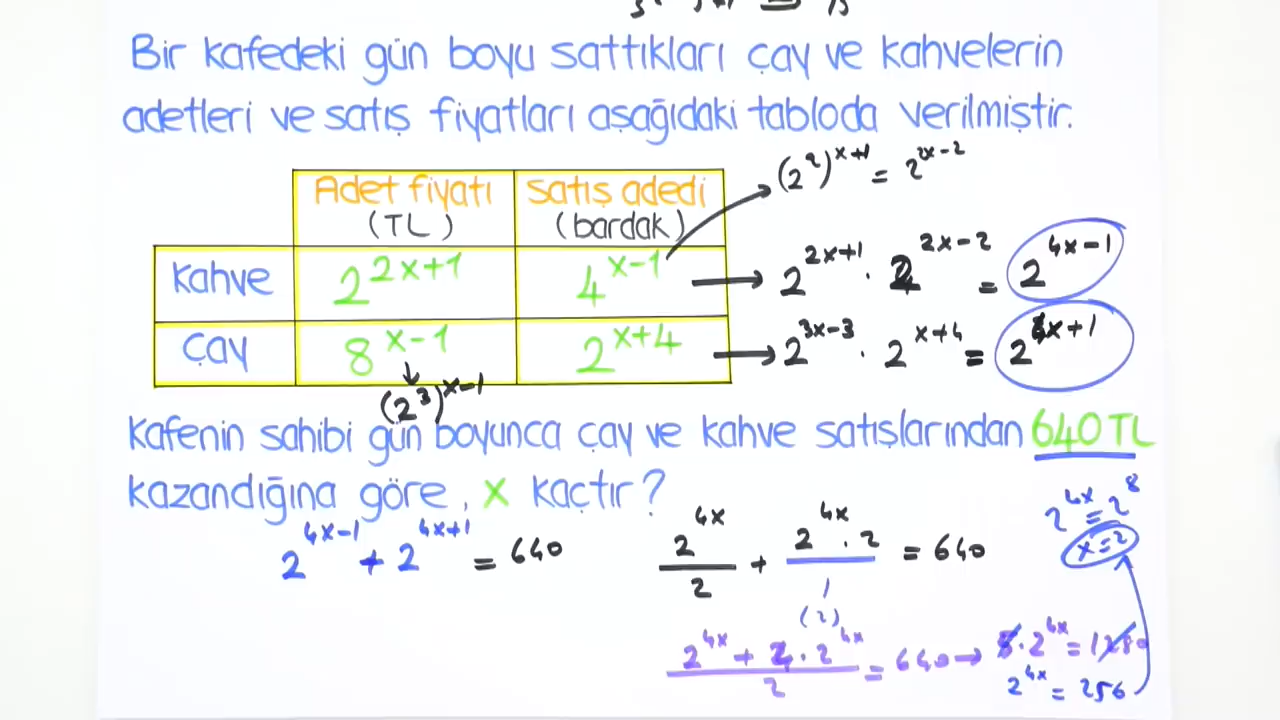 Bir kafedeki gün boyu sattıkları çay ve kahvelerin
adetleri ve satış fiyatları aşağıdaki tabloda verilmiştir.
Adet fiyatı (TL) satış adedi (bardak)
(2^2)^{x+1} = 2^{2x-2}
kahve 2^{2x+1} 4^{x-1} → 2^{2x+1} . 2^{2x-2} = 2^{4x-1}
çay 8^{x-1} 2^{x+4} → 2^{3x-3} . 2^{x+4} = 2^{4x+1}
(2^3)^{x-1}
Kafenin sahibi gün boyunca çay ve kahve satışlarından 640 TL
kazandığına göre, x kaçtır?
2^{4x-1} + 2^{4x+1} = 640
2^{4x}/2 + 2^{4x} . 2/1 = 640
(2)
2^{4x} + 4 . 2^{4x}/2 = 640 → 5 . 2^{4x} = 1280
2^{4x} = 256
2^{4x} = 2^8
x = 2